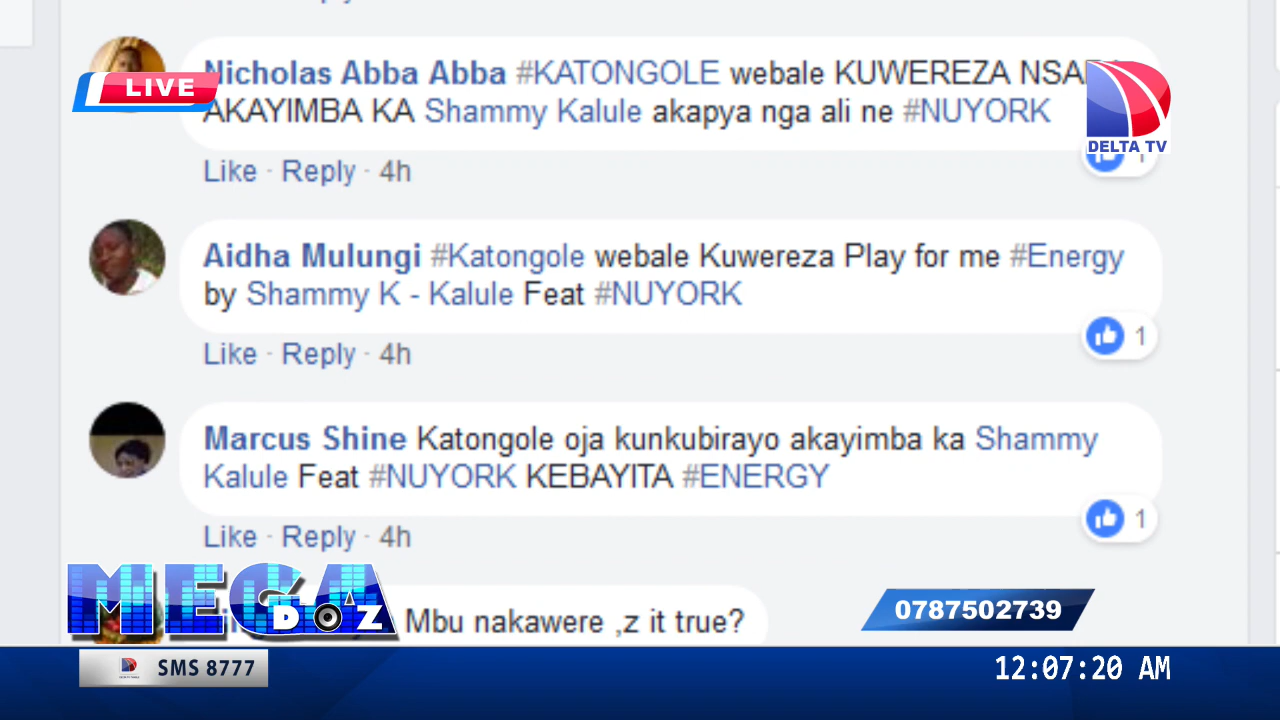 LIVE
Nicholas Abba Abba #KATONGOLE webale KUWEREZA
AKAYIMBA KA Shammy Kalule akapya nga ali ne #NUYORK
DELTA TV
Like · Reply · 4h
1
Aidha Mulungi #Katongole webale Kuwereza Play for me #Energy
by Shammy K - Kalule Feat #NUYORK
1
Like · Reply · 4h
Marcus Shine Katongole oja kunkubirayo akayimba ka Shammy
Kalule Feat #NUYORK KEBAYITA #ENERGY
1
Like · Reply · 4h
MEGA
DJAZ
Mbu nakawere ,z it true?
0787502739
SMS 8777
12:07:20 AM